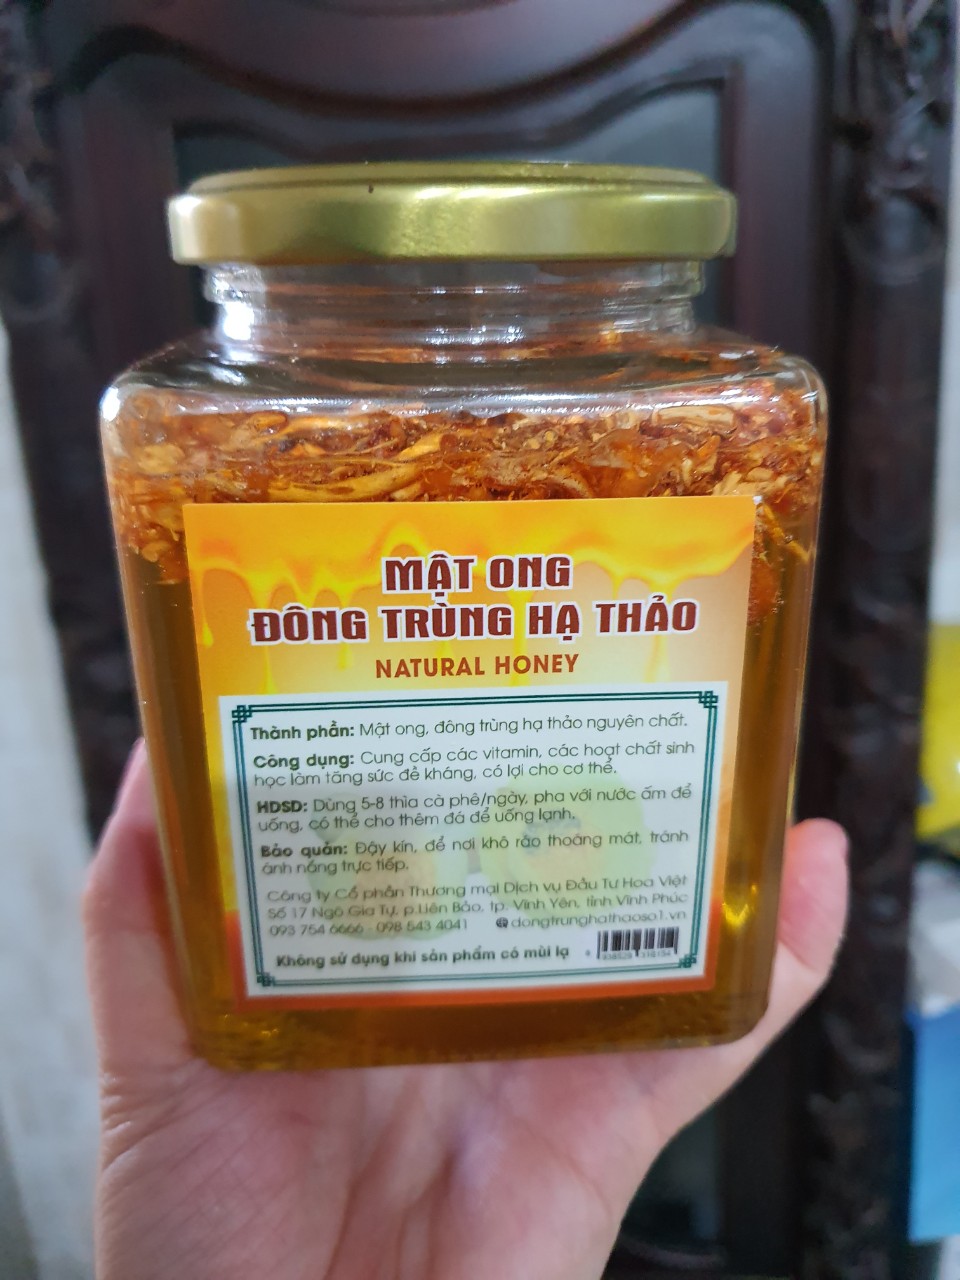 MẬT ONG
ĐÔNG TRÙNG HẠ THẢO
NATURAL HONEY
Thành phần: Mật ong, đông trùng hạ thảo nguyên chất.
Công dụng: Cung cấp các vitamin, các hoạt chất sinh
học làm tăng sức đề kháng, có lợi cho cơ thể.
HDSD: Dùng 5-8 thìa cà phê/ngày, pha với nước ấm để
uống, có thể cho thêm đá để uống lạnh.
Bảo quản: Đậy kín, để nơi khô ráo thoáng mát, tránh
ánh nắng trực tiếp.
Công ty Cổ phần Thương mại Dịch vụ Đầu Tư Hoa Việt
Số 17 Ngô Gia Tự, p.Liên Bảo, tp. Vĩnh Yên, tỉnh Vĩnh Phúc
093 754 6666 - 098 543 4041 dongtrunghathaoso1.vn
Không sử dụng khi sản phẩm có mùi lạ